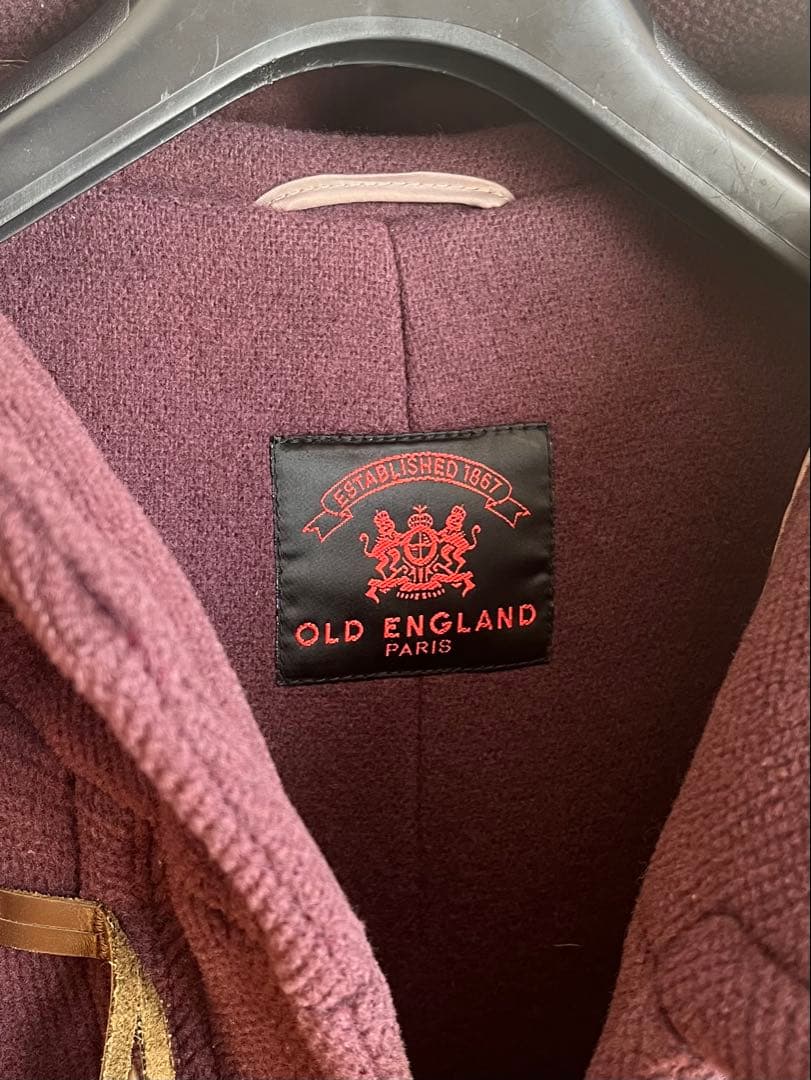 ESTABLISHED 1867
OLD ENGLAND
PARIS